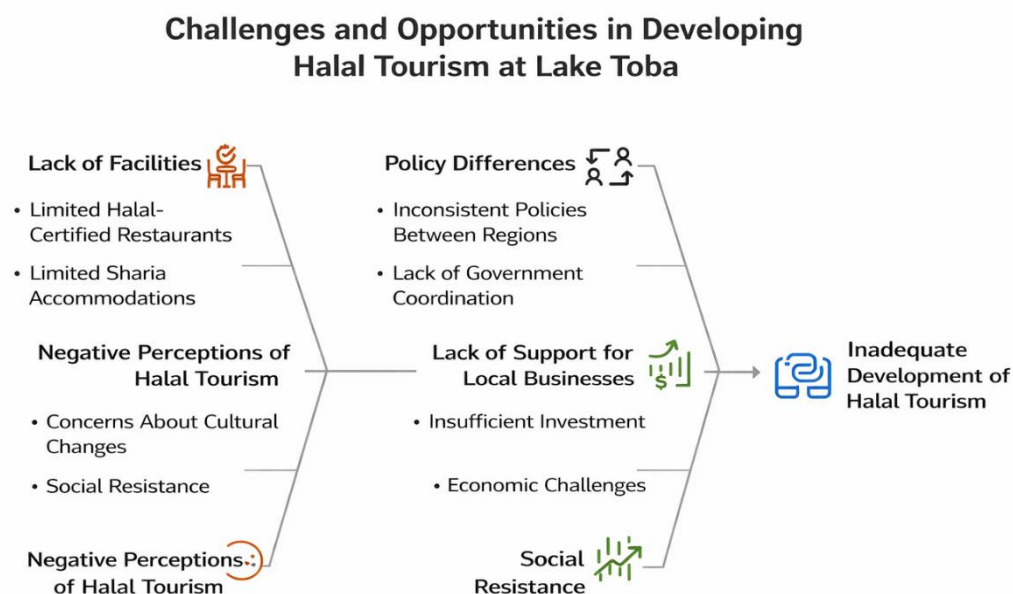 Challenges and Opportunities in Developing
Halal Tourism at Lake Toba
Lack of Facilities
• Limited Halal-
Certified Restaurants
• Limited Sharia
Accommodations
Negative Perceptions of
Halal Tourism
• Concerns About Cultural
Changes
• Social Resistance
Negative Perceptions
of Halal Tourism
Policy Differences
• Inconsistent Policies
Between Regions
• Lack of Government
Coordination
Lack of Support for
Local Businesses
$
• Insufficient Investment
• Economic Challenges
Social
Resistance
Inadequate
Development of
Halal Tourism